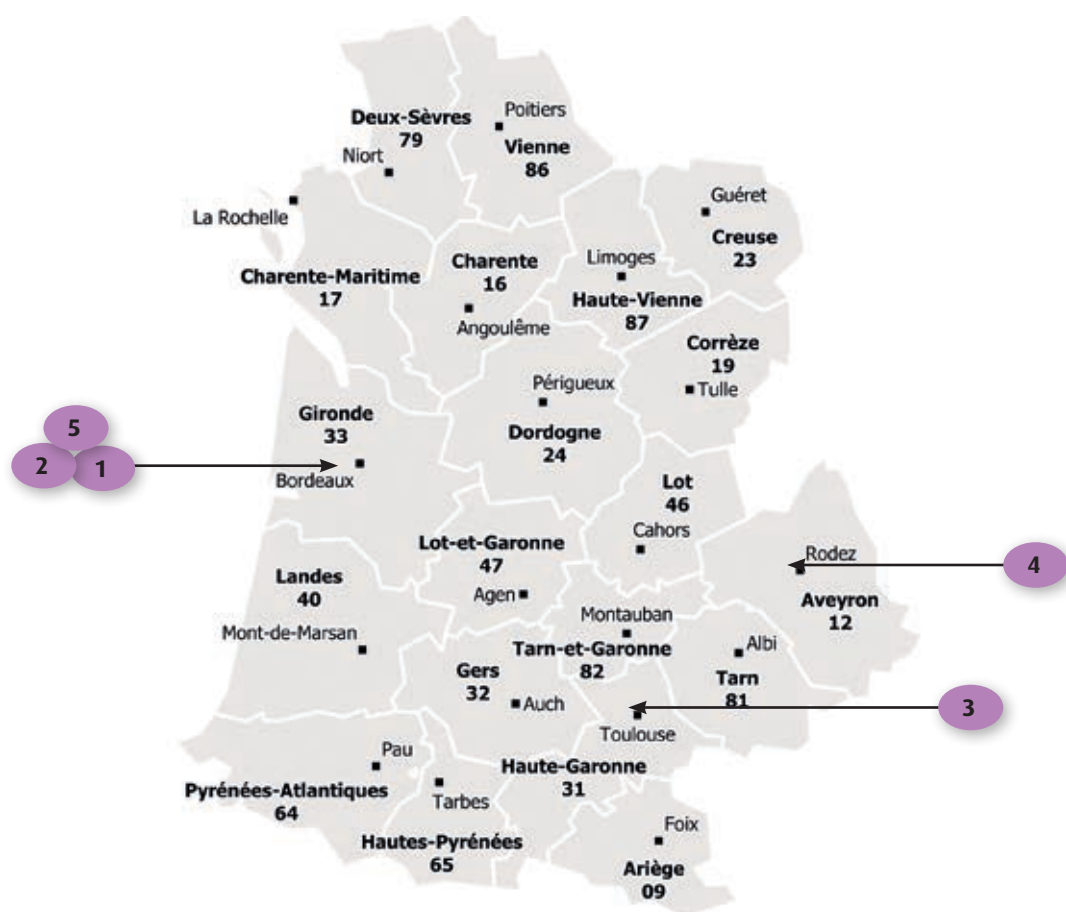 Poitiers
Deux-Sèvres
79
Niort
Vienne
86
La Rochelle
Guéret
Creuse
23
Charente-Maritime
17
Charente
16
Angoulême
Limoges
Haute-Vienne
87
Corrèze
19
Tulle
Périgueux
Dordogne
24
Gironde
33
Bordeaux
5
2
1
Lot
46
Cahors
Rodez
Aveyron
12
4
Lot-et-Garonne
47
Agen
Landes
40
Mont-de-Marsan
Montauban
Tarn-et-Garonne
82
Albi
Tarn
81
Gers
32
Auch
Toulouse
3
Haute-Garonne
31
Pau
Pyrénées-Atlantiques
64
Tarbes
Hautes-Pyrénées
65
Foix
Ariège
09